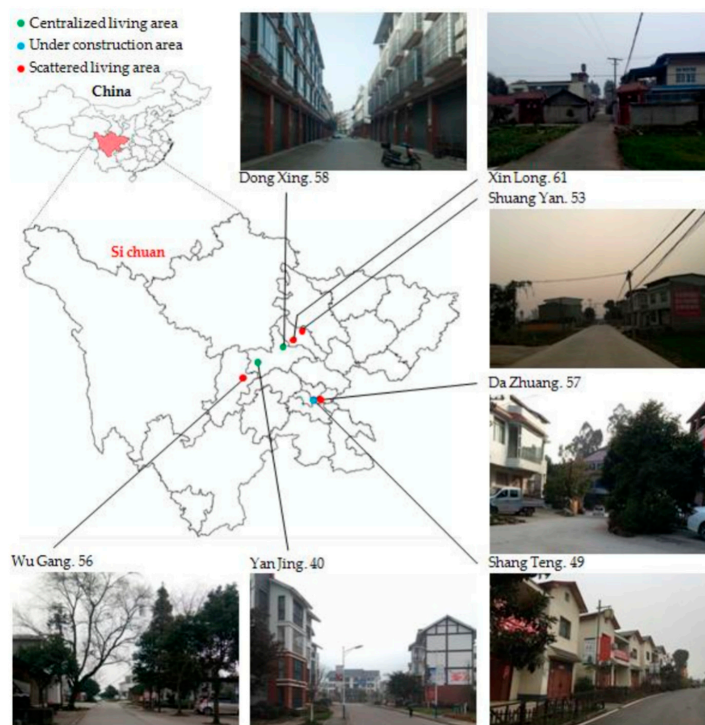 Centralized living area
Under construction area
Scattered living area
China
Si chuan
Dong Xing. 58
Xin Long. 61
Shuang Yan. 53
Da Zhuang. 57
Wu Gang. 56
Yan Jing. 40
Shang Teng. 49